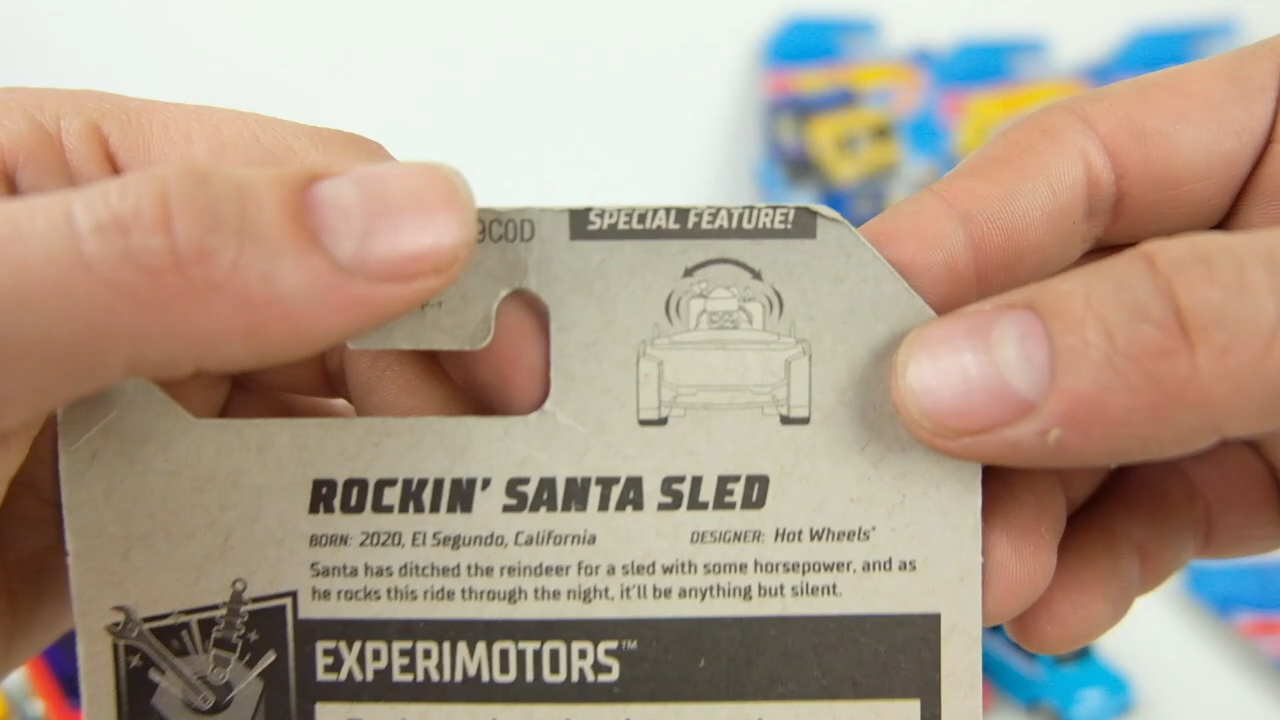 9C0D
SPECIAL FEATURE!
ROCKIN' SANTA SLED
BORN: 2020, El Segundo, California
DESIGNER: Hot Wheels®
Santa has ditched the reindeer for a sled with some horsepower, and as
he rocks this ride through the night, it'll be anything but silent.
EXPERIMOTORS™